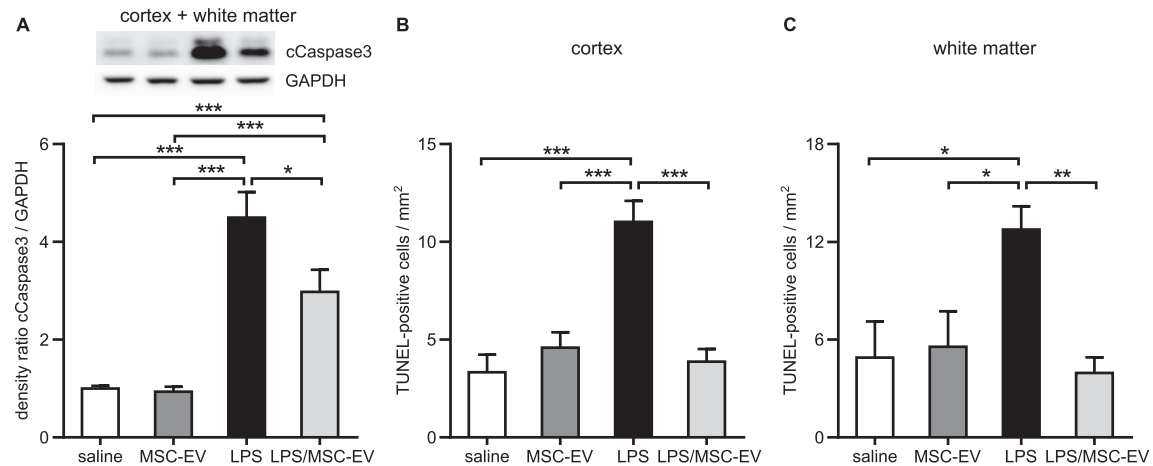 A
cortex + white matter
cCaspase3
GAPDH
***
***
***
***
*
density ratio cCaspase3 / GAPDH
6
4
2
0
saline MSC-EV LPS LPS/MSC-EV
B
cortex
***
***
***
TUNEL-positive cells / mm²
15
10
5
0
saline MSC-EV LPS LPS/MSC-EV
C
white matter
*
*
**
TUNEL-positive cells / mm²
18
12
6
0
saline MSC-EV LPS LPS/MSC-EV